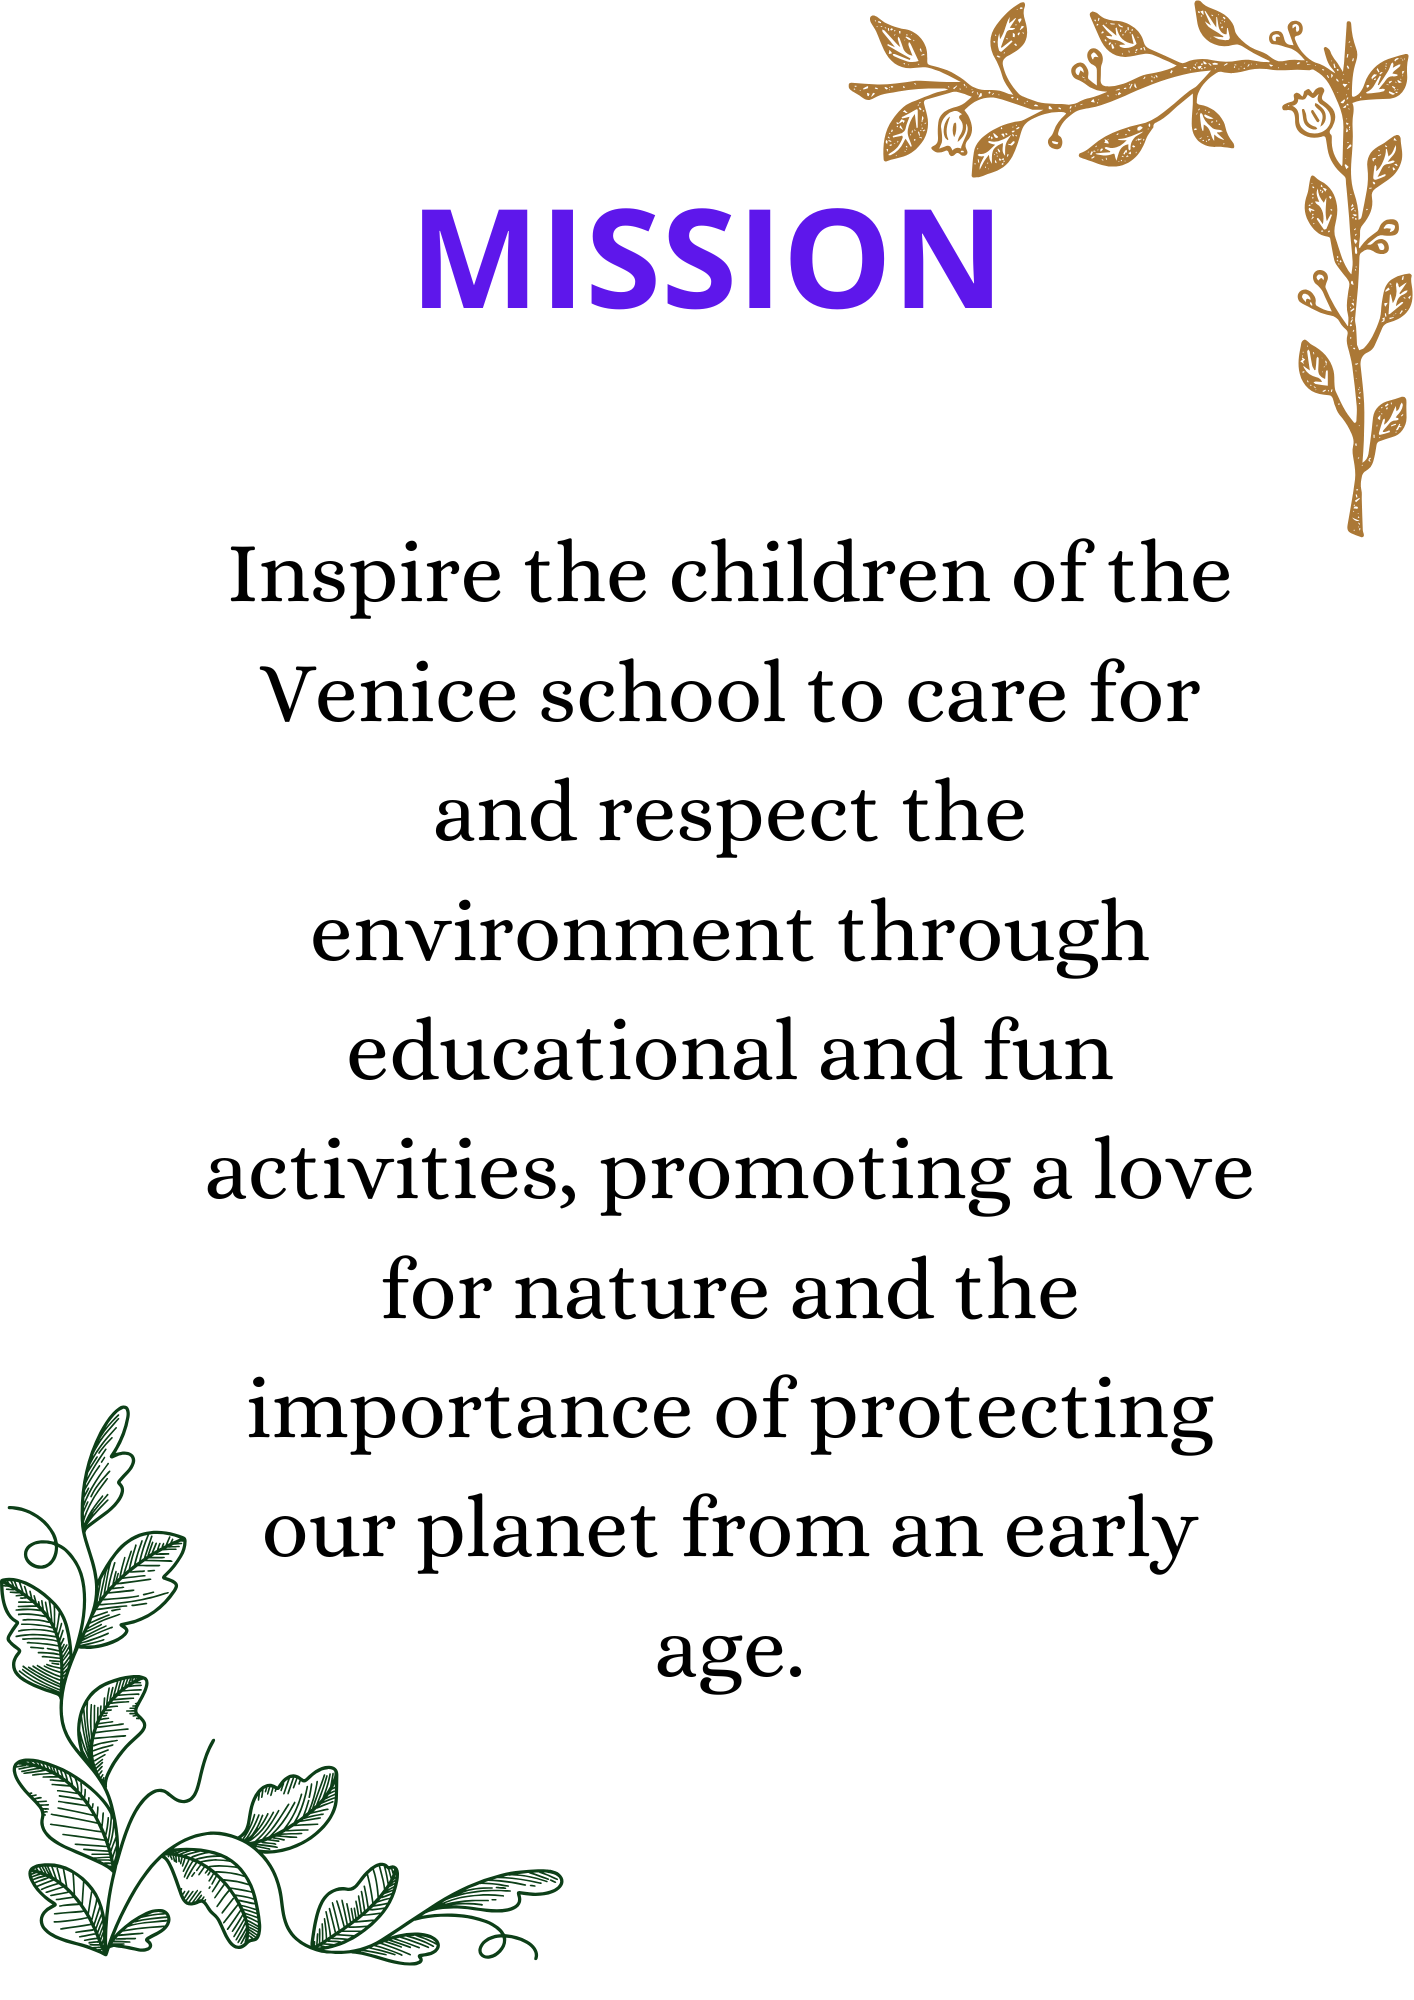 MISSION
Inspire the children of the
Venice school to care for
and respect the
environment through
educational and fun
activities, promoting a love
for nature and the
importance of protecting
our planet from an early
age.